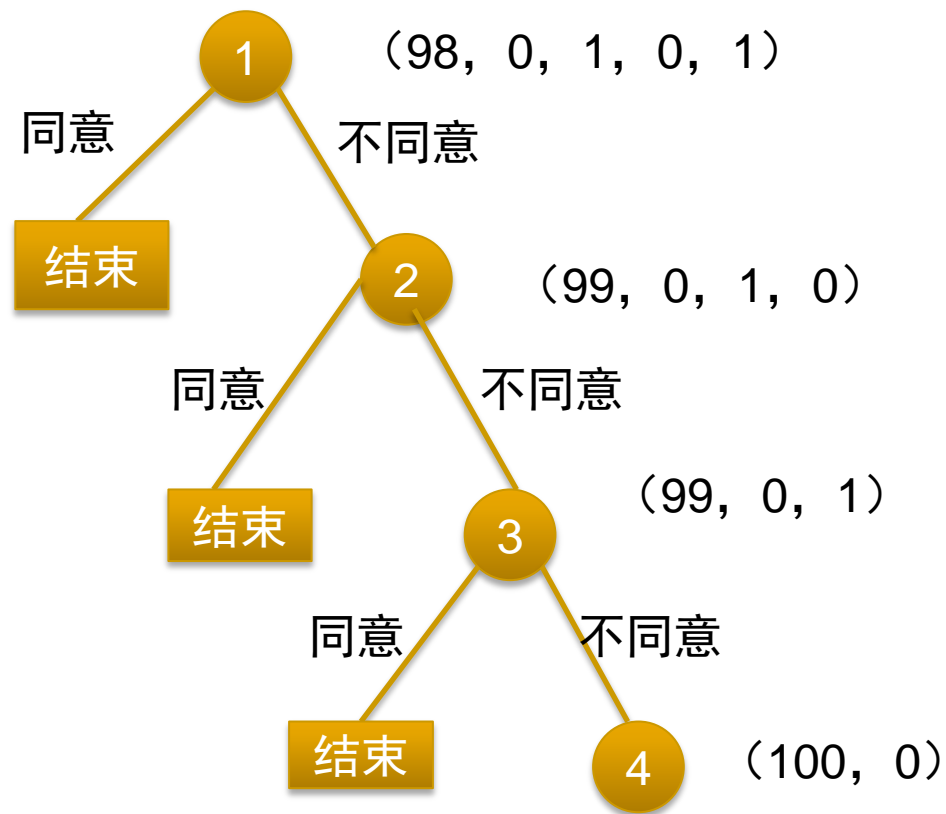 1 （98，0，1，0，1）
同意 不同意
结束 2 （99，0，1，0）
同意 不同意
（99，0，1）
结束 3
同意 不同意
结束 4 （100，0）